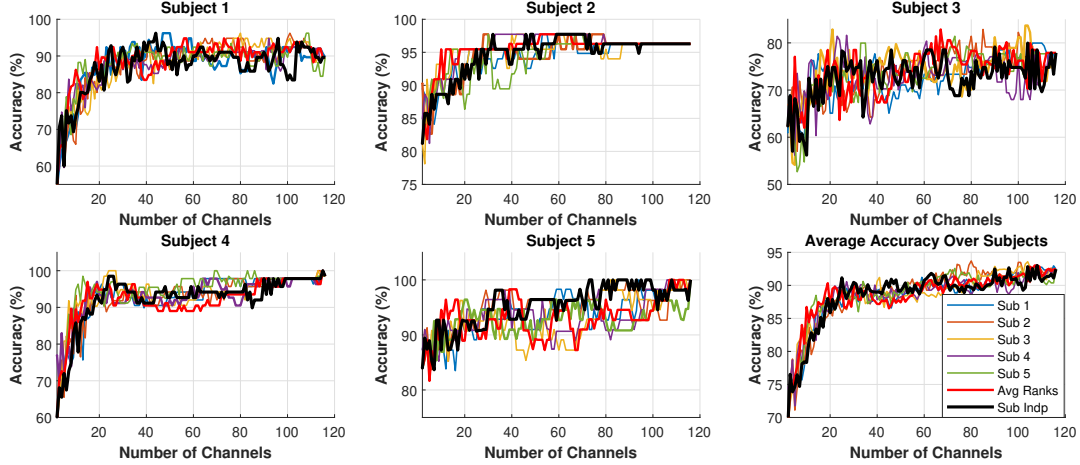 Subject 1
Accuracy (%)
100
90
80
70
60
20 40 60 80 100 120
Number of Channels
Subject 2
Accuracy (%)
100
95
90
85
80
75
20 40 60 80 100 120
Number of Channels
Subject 3
Accuracy (%)
80
70
60
50
20 40 60 80 100 120
Number of Channels
Subject 4
Accuracy (%)
100
90
80
70
60
20 40 60 80 100 120
Number of Channels
Subject 5
Accuracy (%)
100
90
80
20 40 60 80 100 120
Number of Channels
Average Accuracy Over Subjects
Accuracy (%)
95
90
85
80
75
70
20 40 60 80 100 120
Number of Channels
Sub 1
Sub 2
Sub 3
Sub 4
Sub 5
Avg Ranks
Sub Indp